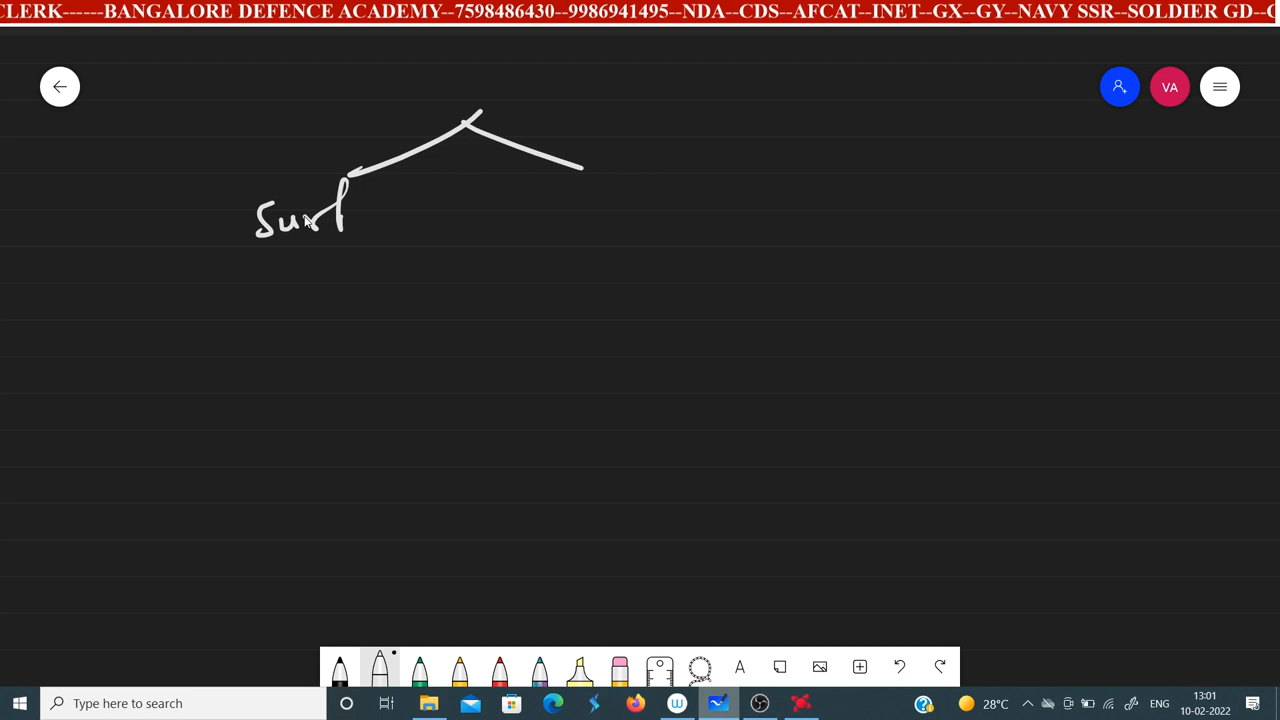 CLERK------BANGALORE DEFENCE ACADEMY--7598486430--9986941495--NDA--CDS--AFCAT--INET--GX--GY--NAVY SSR--SOLDIER GD--C
VA
Surf
A
Type here to search
28°C
ENG
13:01
10-02-2022